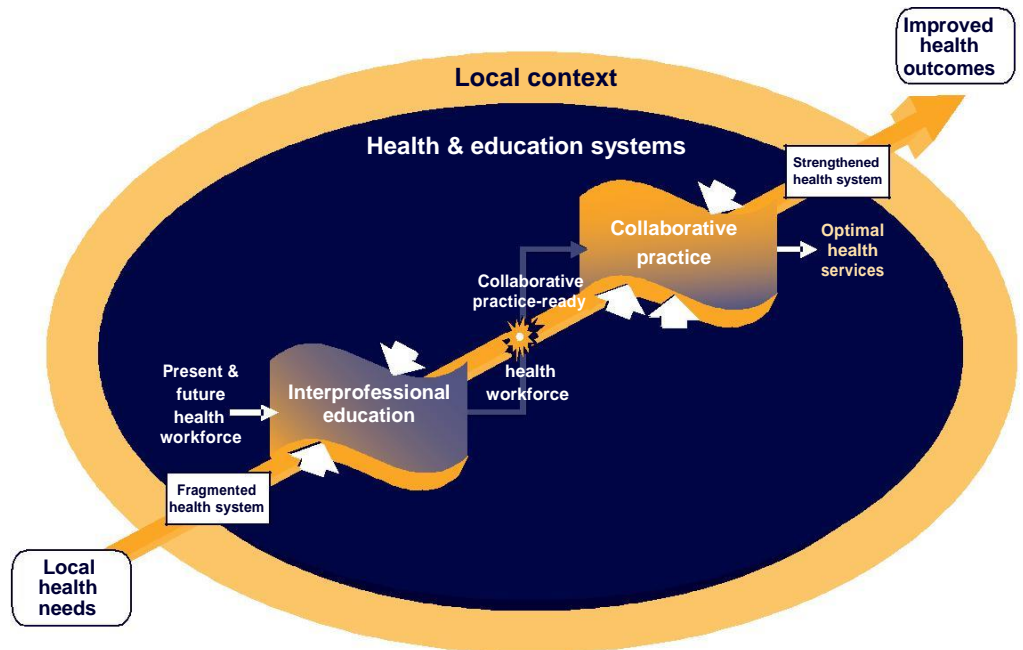 Improved
health
outcomes
Local context
Health & education systems
Strengthened
health system
Collaborative
practice
Optimal
health
services
Collaborative
practice-ready
health
workforce
Present &
future
health
workforce
Interprofessional
education
Fragmented
health system
Local
health
needs